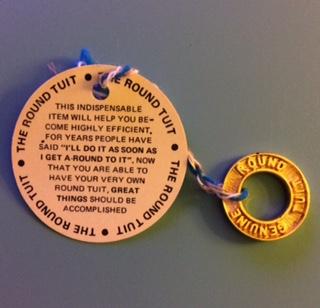 • THE ROUND TUIT • THE ROUND TUIT • THE ROUND TUIT • THE ROUND TUIT
THIS INDISPENSABLE
ITEM WILL HELP YOU BE-
COME HIGHLY EFFICIENT.
FOR YEARS PEOPLE HAVE
SAID "I'LL DO IT AS SOON AS
I GET A-ROUND TO IT". NOW
THAT YOU ARE ABLE TO
HAVE YOUR VERY OWN
ROUND TUIT, GREAT
THINGS SHOULD BE
ACCOMPLISHED
GENUINE ROUND TUIT